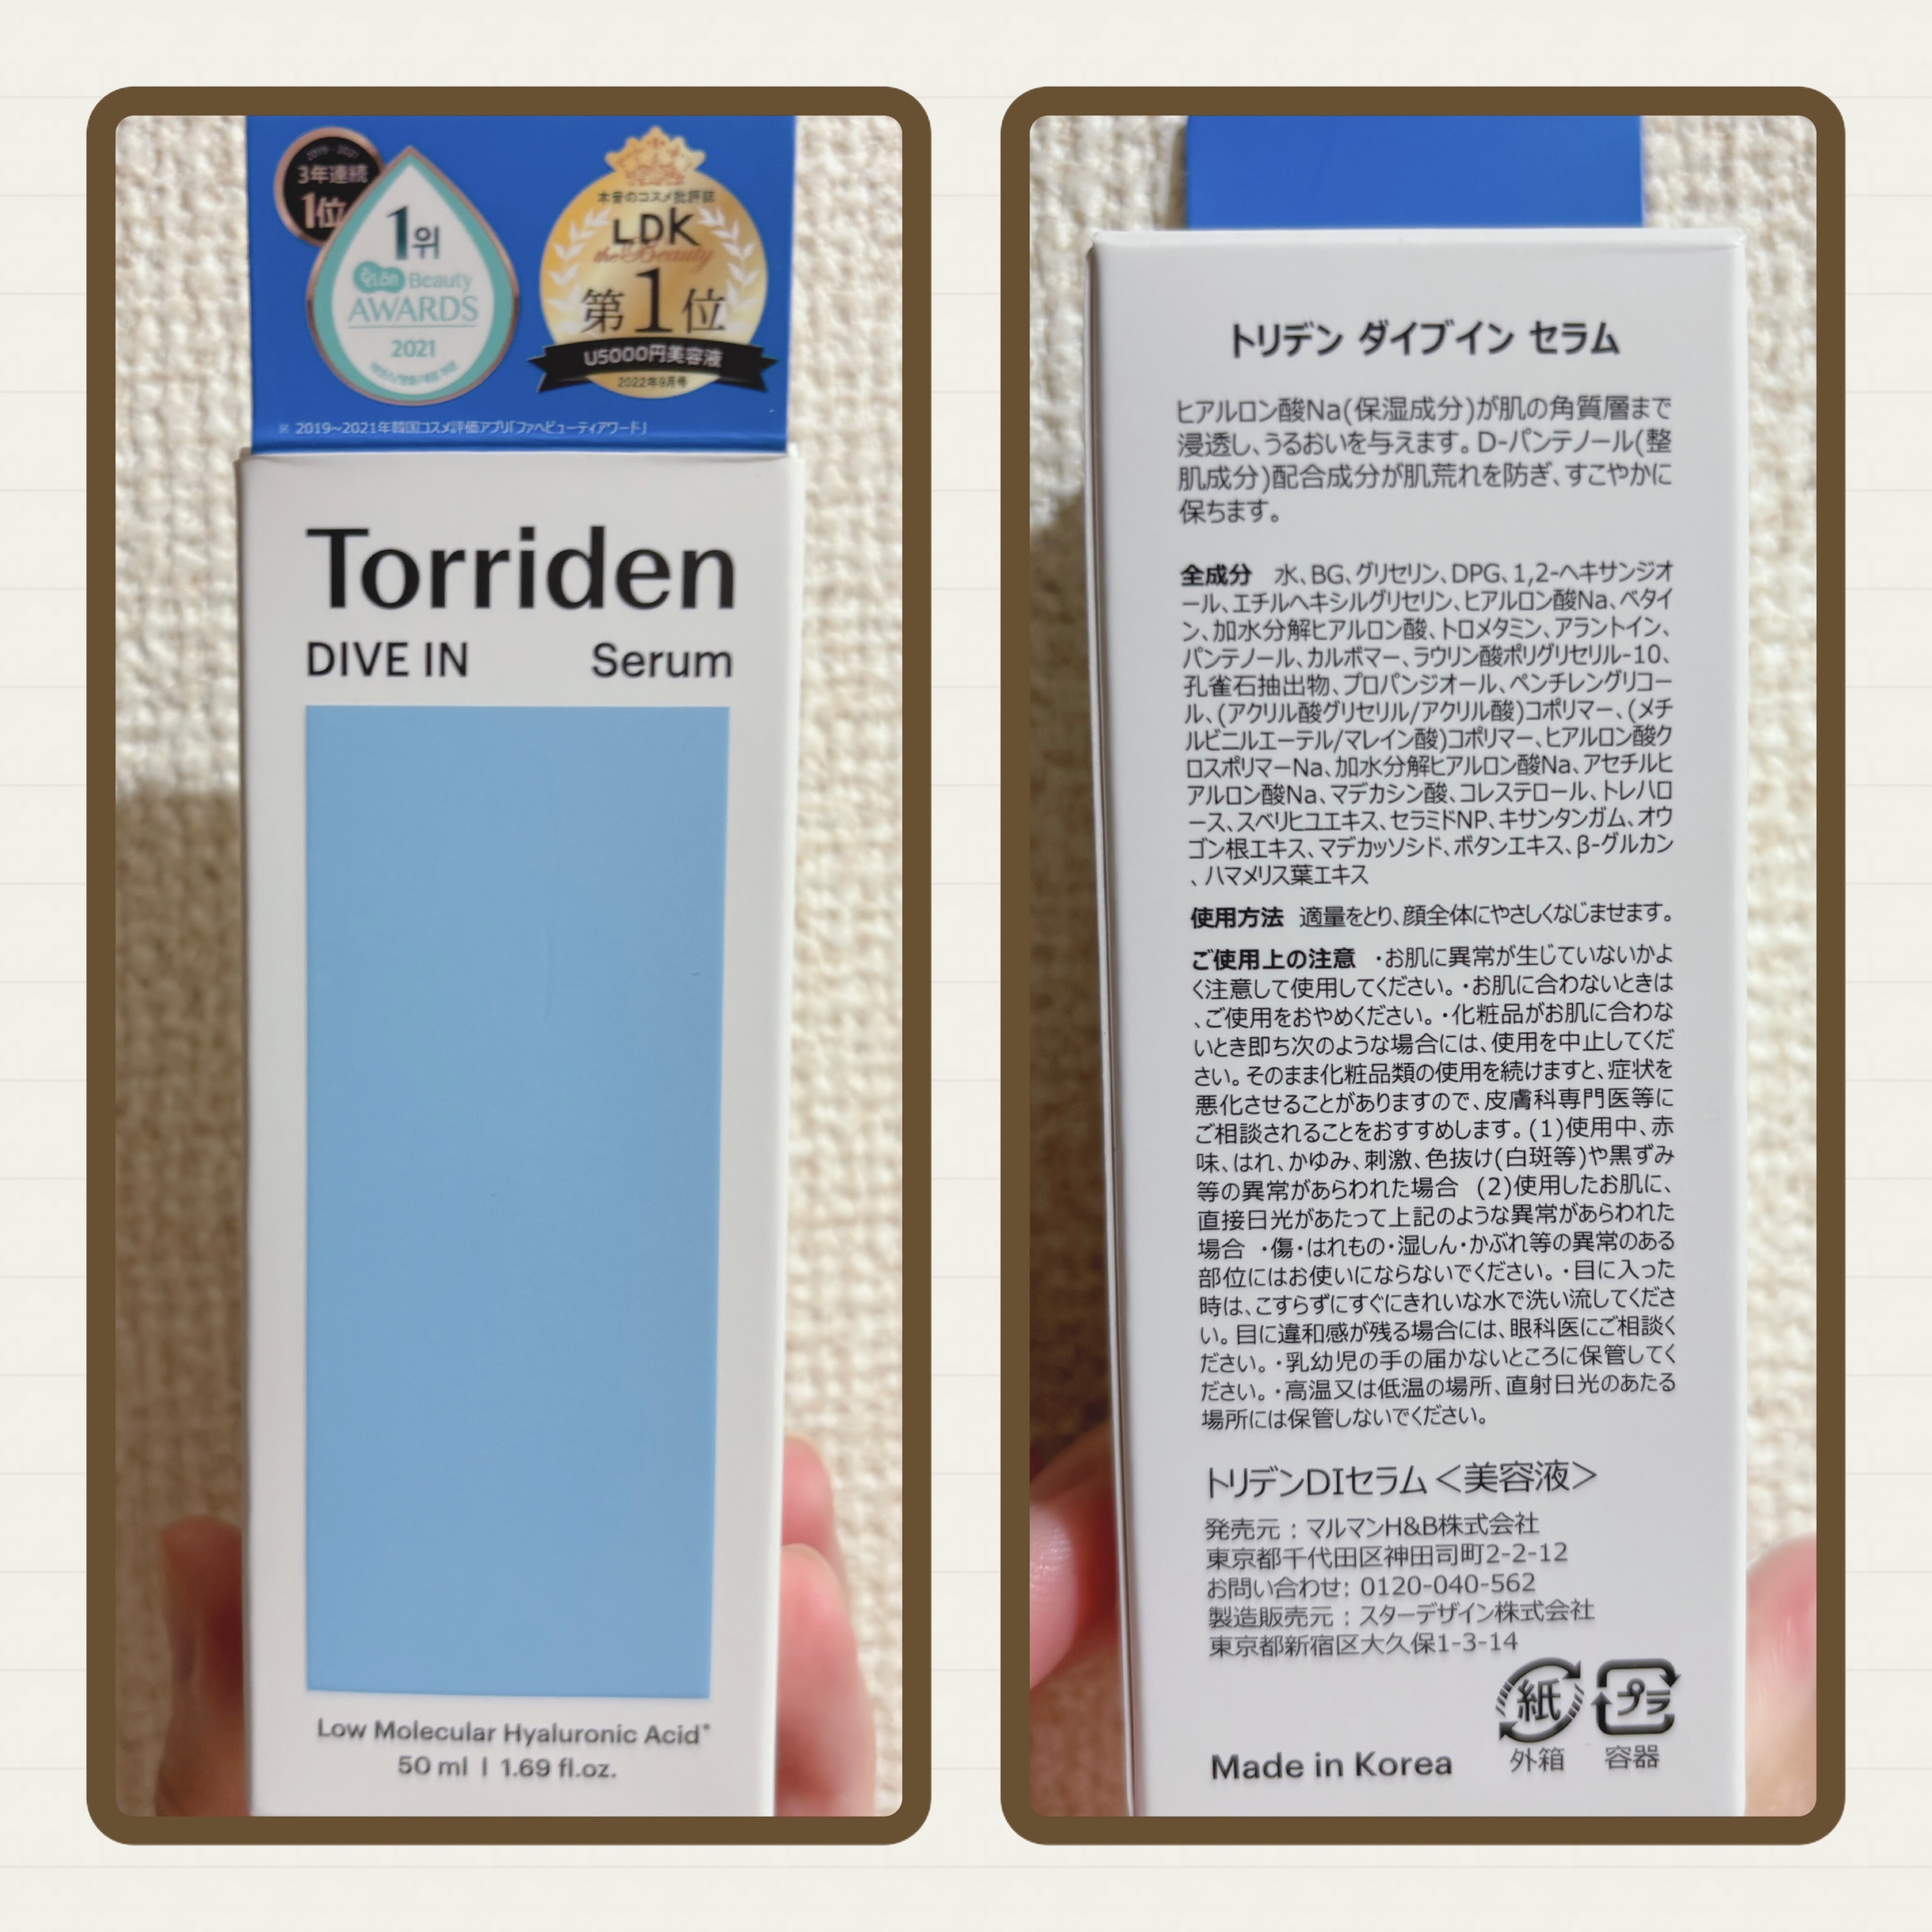 3年連続
1位
1위
Beauty
AWARDS
2021
本音のコスメ批評誌
LDK
the Beauty
第1位
U5000円美容液
2022年9月号
※ 2019~2021年韓国コスメ評価アプリ「ファヘビューティアワード」
Torriden
DIVE IN Serum
Low Molecular Hyaluronic Acid*
50 ml | 1.69 fl.oz.
トリデン ダイブイン セラム
ヒアルロン酸Na(保湿成分)が肌の角質層まで
浸透し、うるおいを与えます。D-パンテノール(整
肌成分)配合成分が肌荒れを防ぎ、すこやかに
保ちます。
全成分 水、BG、グリセリン、DPG、1,2-ヘキサンジオ
ール、エチルヘキシルグリセリン、ヒアルロン酸Na、ベタイ
ン、加水分解ヒアルロン酸、トロメタミン、アラントイン、
パンテノール、カルボマー、ラウリン酸ポリグリセリル-10、
孔雀石抽出物、プロパンジオール、ペンチレングリコー
ル、(アクリル酸グリセリル/アクリル酸)コポリマー、(メチ
ルビニルエーテル/マレイン酸)コポリマー、ヒアルロン酸ク
ロスポリマーNa、加水分解ヒアルロン酸Na、アセチルヒ
アルロン酸Na、マデカシン酸、コレステロール、トレハロ
ース、スベリヒユエキス、セラミドNP、キサンタンガム、オウ
ゴン根エキス、マデカッソシド、ボタンエキス、β-グルカン
、ハマメリス葉エキス
使用方法 適量をとり、顔全体にやさしくなじませます。
ご使用上の注意 ・お肌に異常が生じていないかよ
く注意して使用してください。・お肌に合わないときは
、ご使用をおやめください。・化粧品がお肌に合わな
いとき即ち次のような場合には、使用を中止してくだ
さい。そのまま化粧品類の使用を続けますと、症状を
悪化させることがありますので、皮膚科専門医等に
ご相談されることをおすすめします。(1)使用中、赤
味、はれ、かゆみ、刺激、色抜け(白斑等)や黒ずみ
等の異常があらわれた場合 (2)使用したお肌に、
直接日光があたって上記のような異常があらわれた
場合 ・傷・はれもの・湿しん・かぶれ等の異常のある
部位にはお使いにならないでください。・目に入った
時は、こすらずにすぐにきれいな水で洗い流してくださ
い。目に違和感が残る場合には、眼科医にご相談く
ださい。・乳幼児の手の届かないところに保管してく
ださい。・高温又は低温の場所、直射日光のあたる
場所には保管しないでください。
トリデンDIセラム＜美容液＞
発売元：マルマンH&B株式会社
東京都千代田区神田司町2-2-12
お問い合わせ: 0120-040-562
製造販売元：スターデザイン株式会社
東京都新宿区大久保1-3-14
紙 プラ
外箱 容器
Made in Korea